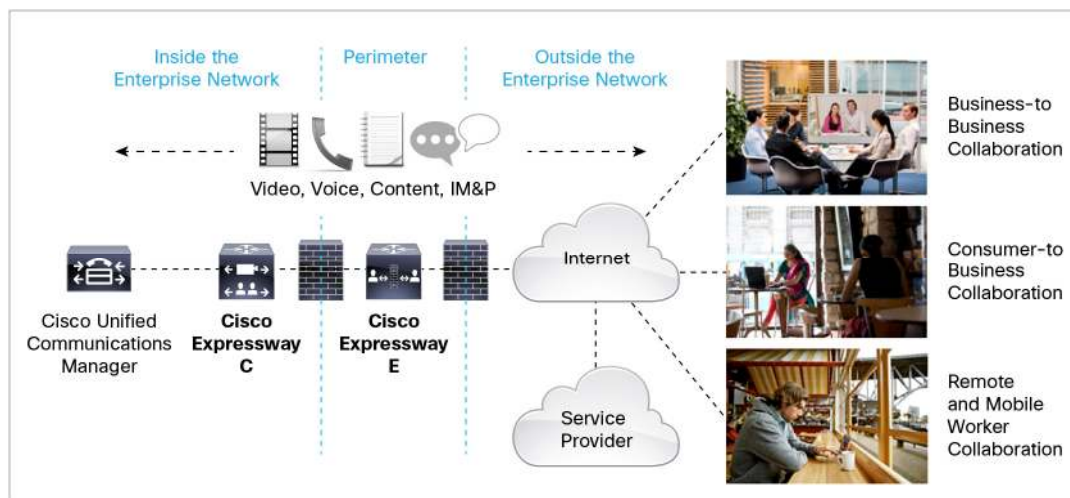 Inside the
Enterprise Network
Perimeter
Outside the
Enterprise Network
Video, Voice, Content, IM&P
Cisco Unified
Communications
Manager
Cisco
Expressway
C
Cisco
Expressway
E
Internet
Service
Provider
Business-to
Business
Collaboration
Consumer-to
Business
Collaboration
Remote
and Mobile
Worker
Collaboration